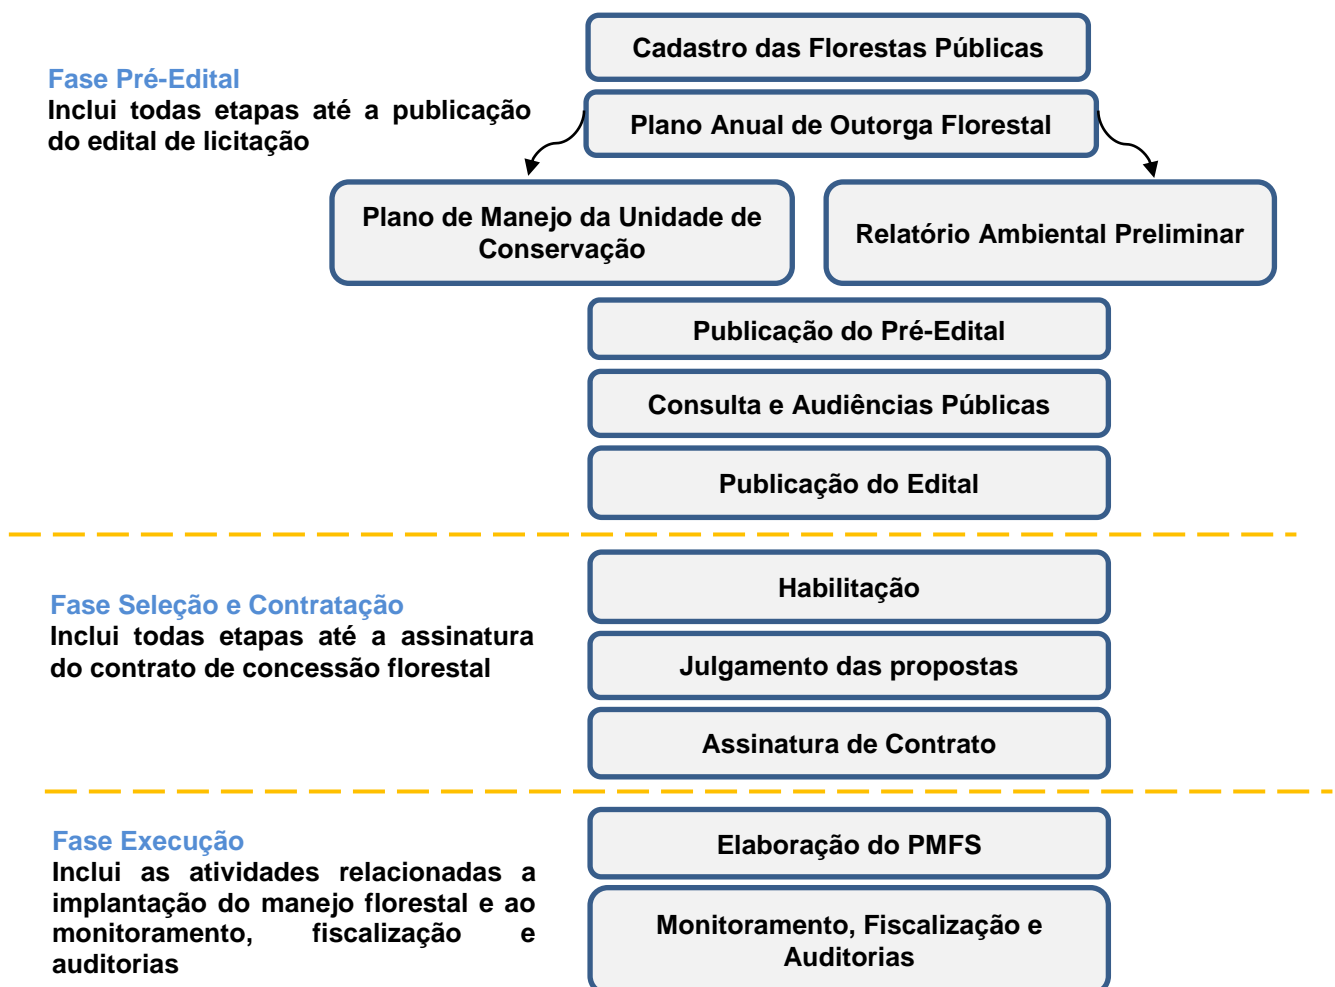 Cadastro das Florestas Públicas
Fase Pré-Edital
Inclui todas etapas até a publicação
do edital de licitação
Plano Anual de Outorga Florestal
Plano de Manejo da Unidade de
Conservação
Relatório Ambiental Preliminar
Publicação do Pré-Edital
Consulta e Audiências Públicas
Publicação do Edital
Fase Seleção e Contratação
Inclui todas etapas até a assinatura
do contrato de concessão florestal
Habilitação
Julgamento das propostas
Assinatura de Contrato
Fase Execução
Inclui as atividades relacionadas a
implantação do manejo florestal e ao
monitoramento, fiscalização e
auditorias
Elaboração do PMFS
Monitoramento, Fiscalização e
Auditorias